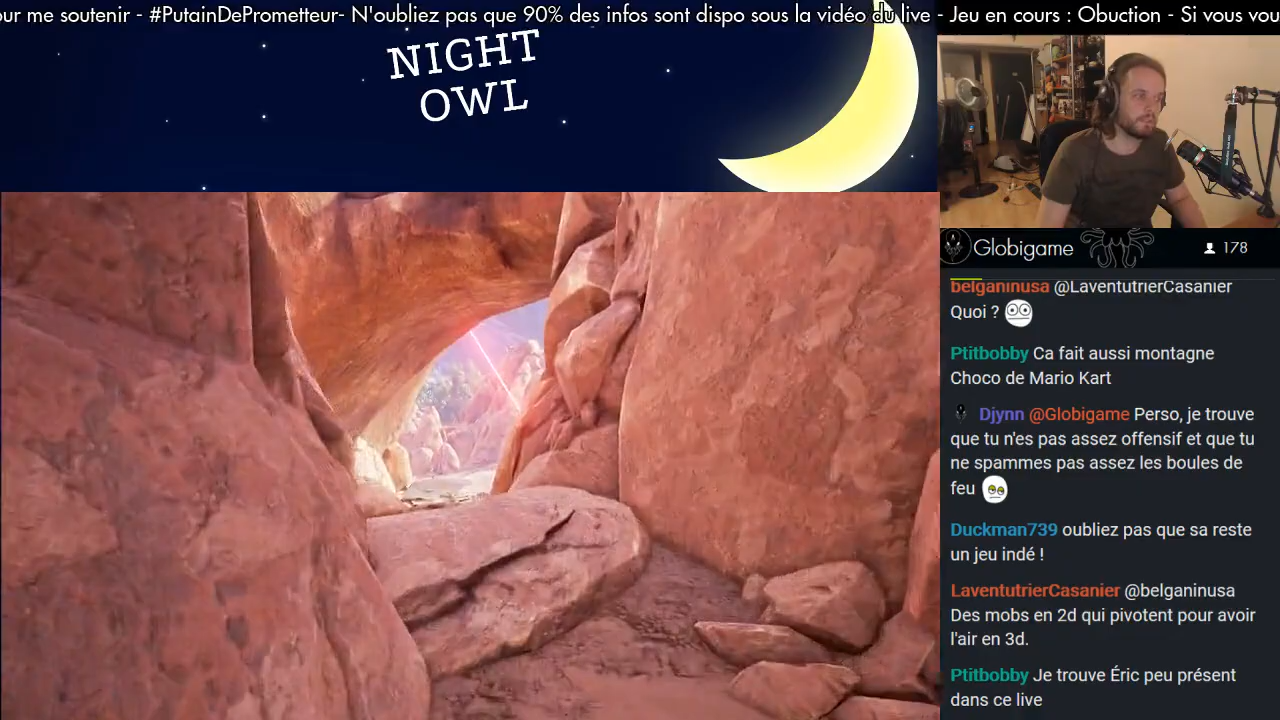 our me soutenir - #PutainDePrometteur- N'oubliez pas que 90% des infos sont dispo sous la vidéo du live - Jeu en cours : Obuction - Si vous vou
NIGHT
OWL
Globigame
178
belganinusa @LaventutrierCasanier
Quoi ?
Ptitbobby Ca fait aussi montagne
Choco de Mario Kart
Djynn @Globigame Perso, je trouve
que tu n'es pas assez offensif et que tu
ne spammes pas assez les boules de
feu
Duckman739 oubliez pas que sa reste
un jeu indé !
LaventutrierCasanier @belganinusa
Des mobs en 2d qui pivotent pour avoir
l'air en 3d.
Ptitbobby Je trouve Éric peu présent
dans ce live